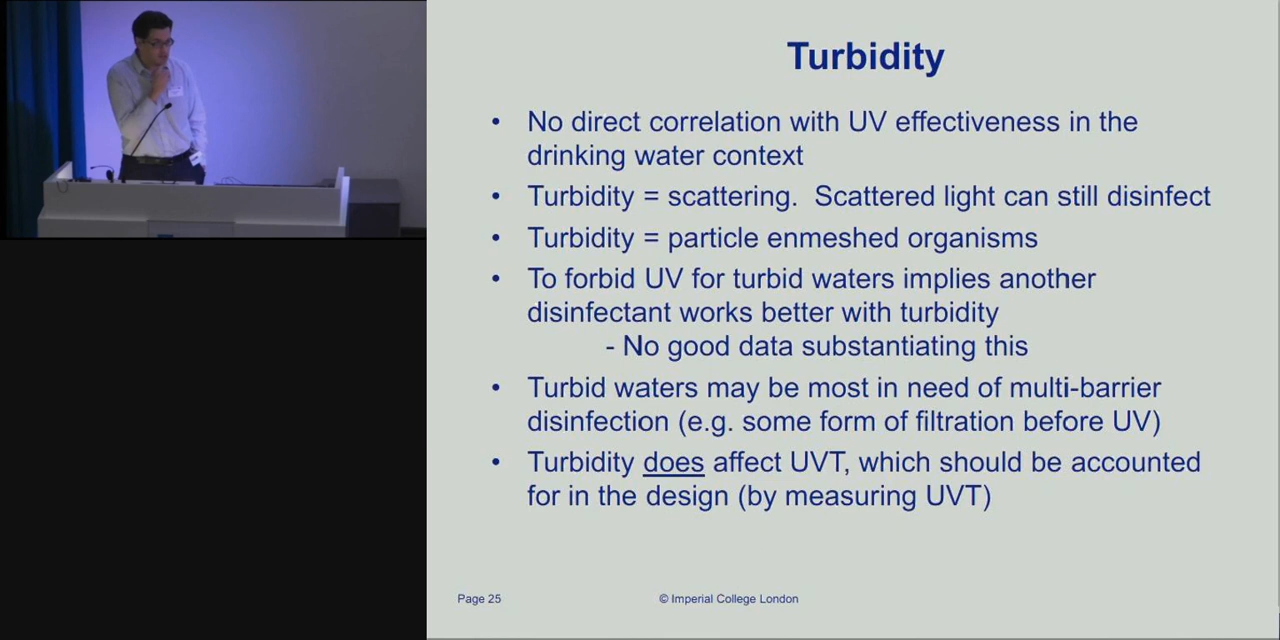 Turbidity
• No direct correlation with UV effectiveness in the
drinking water context
• Turbidity = scattering.  Scattered light can still disinfect
• Turbidity = particle enmeshed organisms
• To forbid UV for turbid waters implies another
disinfectant works better with turbidity
- No good data substantiating this
• Turbid waters may be most in need of multi-barrier
disinfection (e.g. some form of filtration before UV)
• Turbidity does affect UVT, which should be accounted
for in the design (by measuring UVT)
Page 25
© Imperial College London